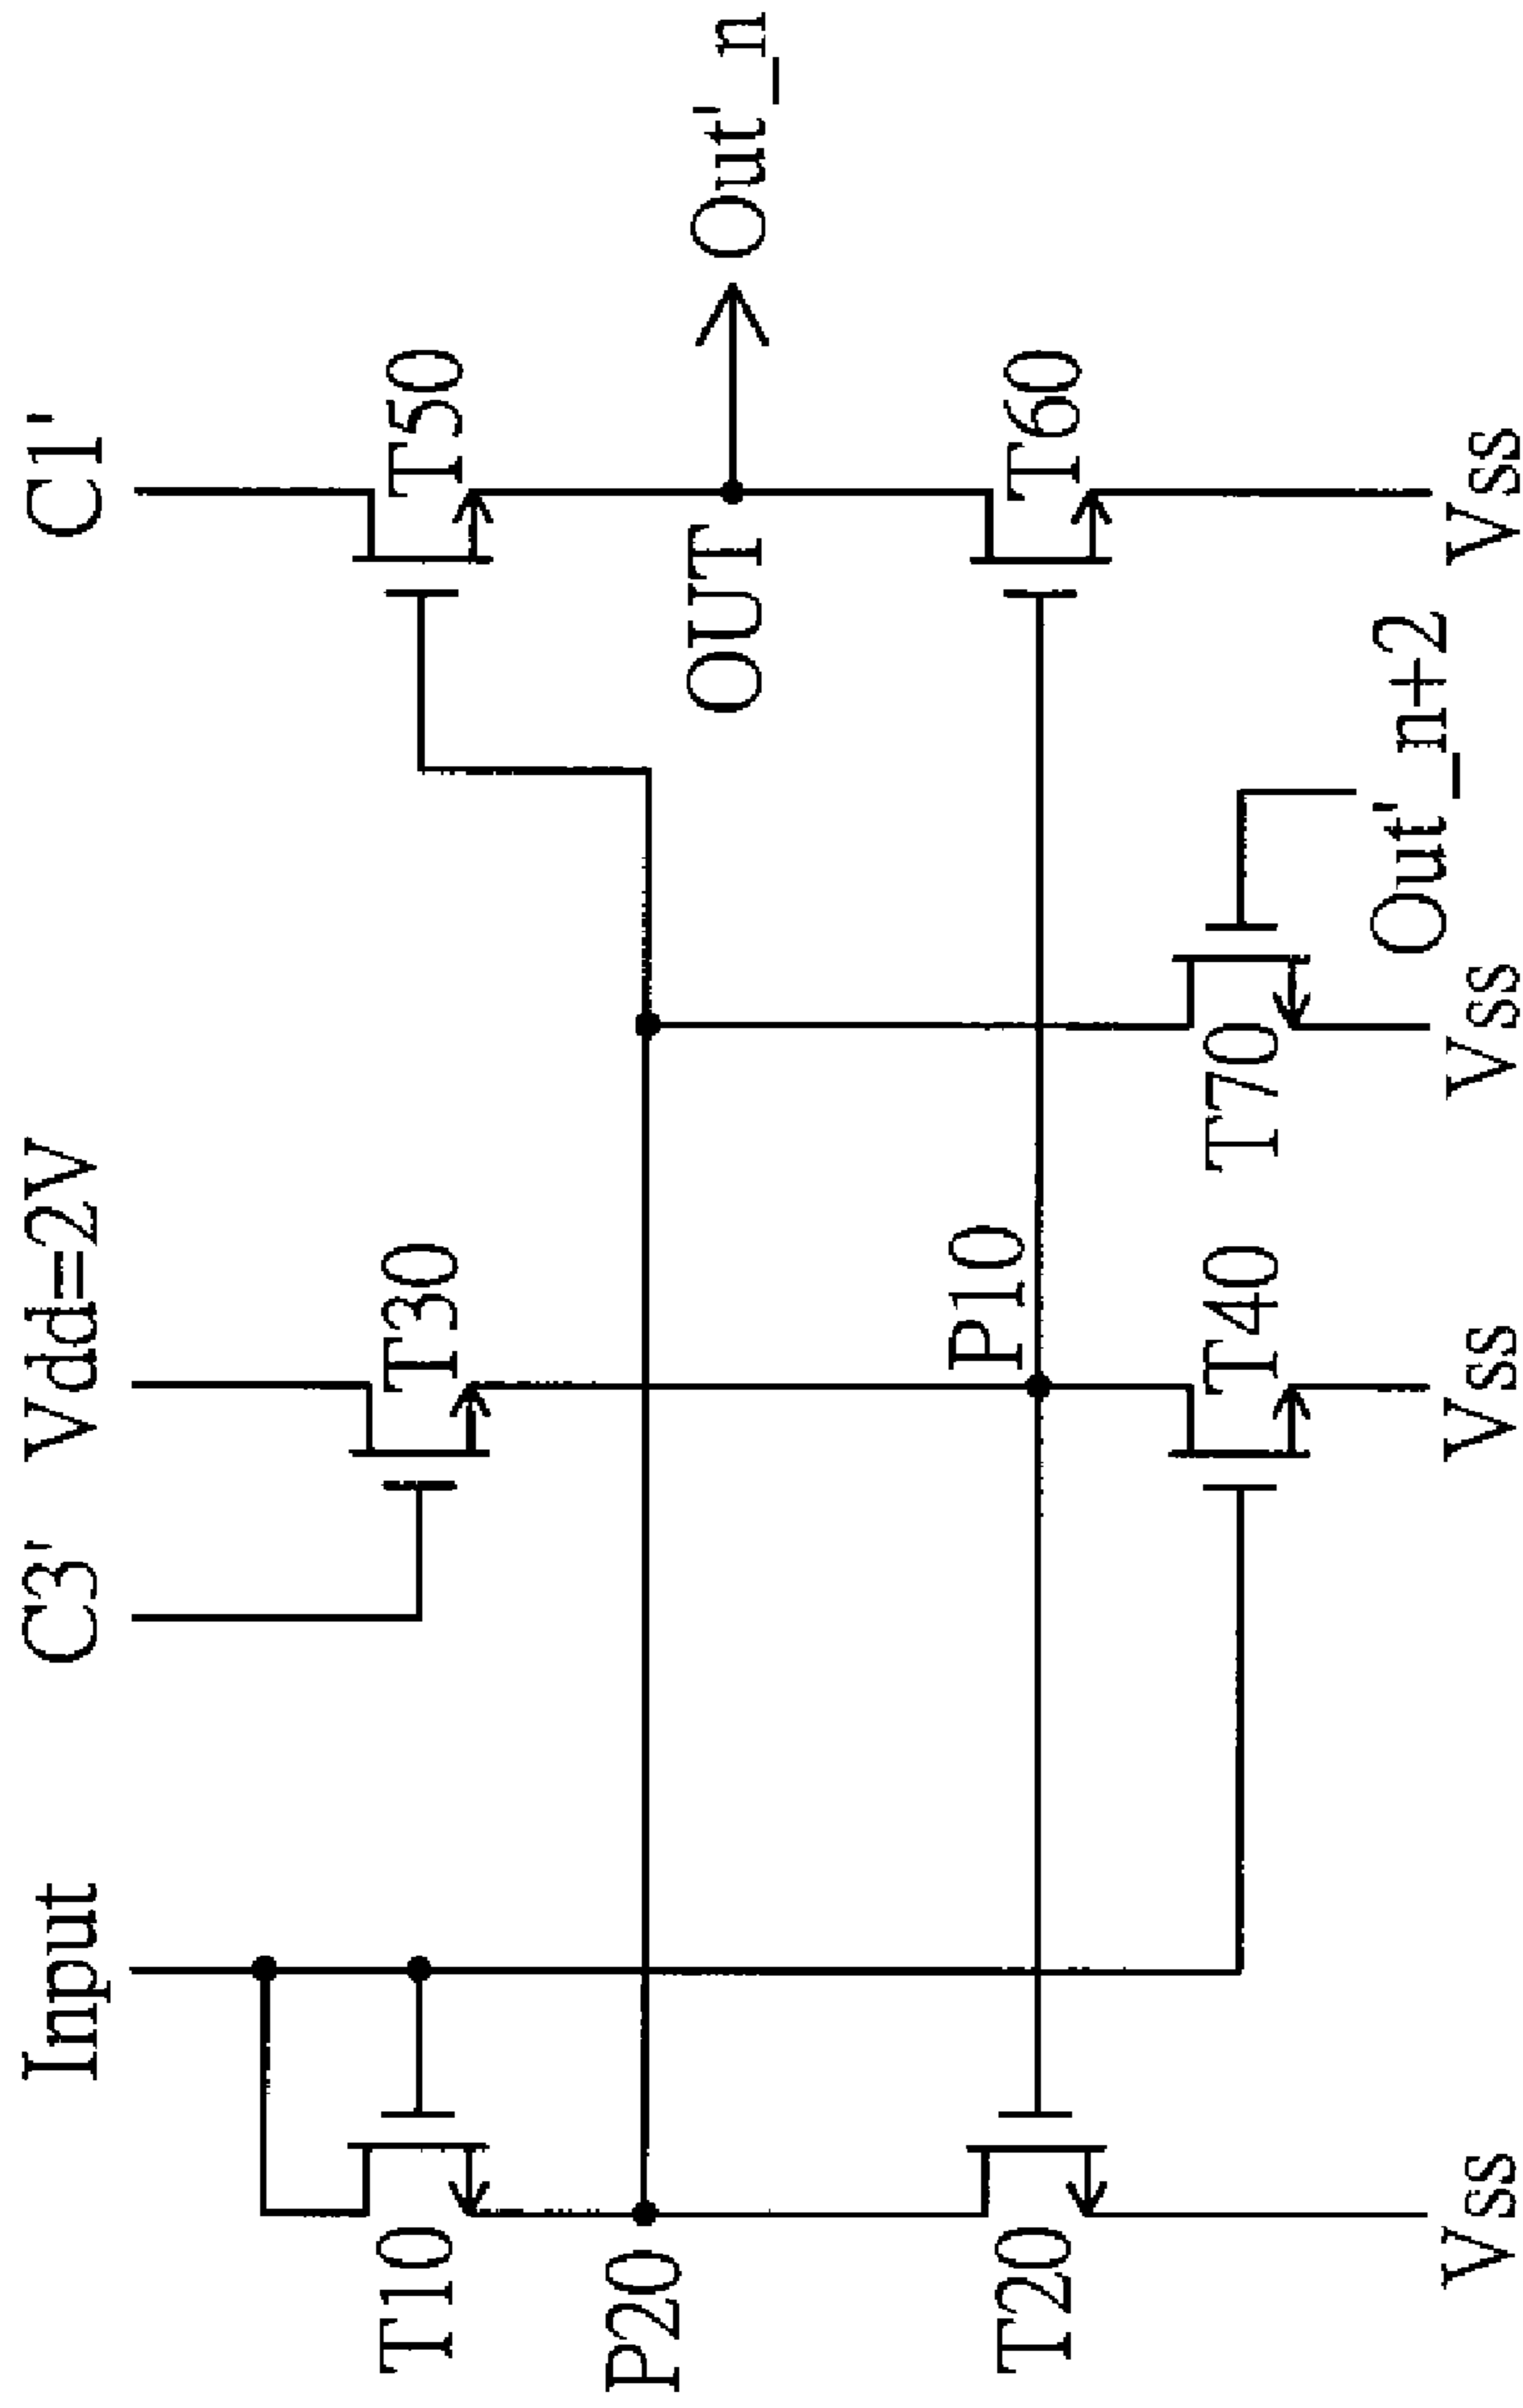 Input
C3'
Vdd=2V
C1'
T10
T30
T50
P20
OUT
Out'_n
T20
P10
T60
T40
T70
Out'_n+2
Vss
Vss
Vss
Vss